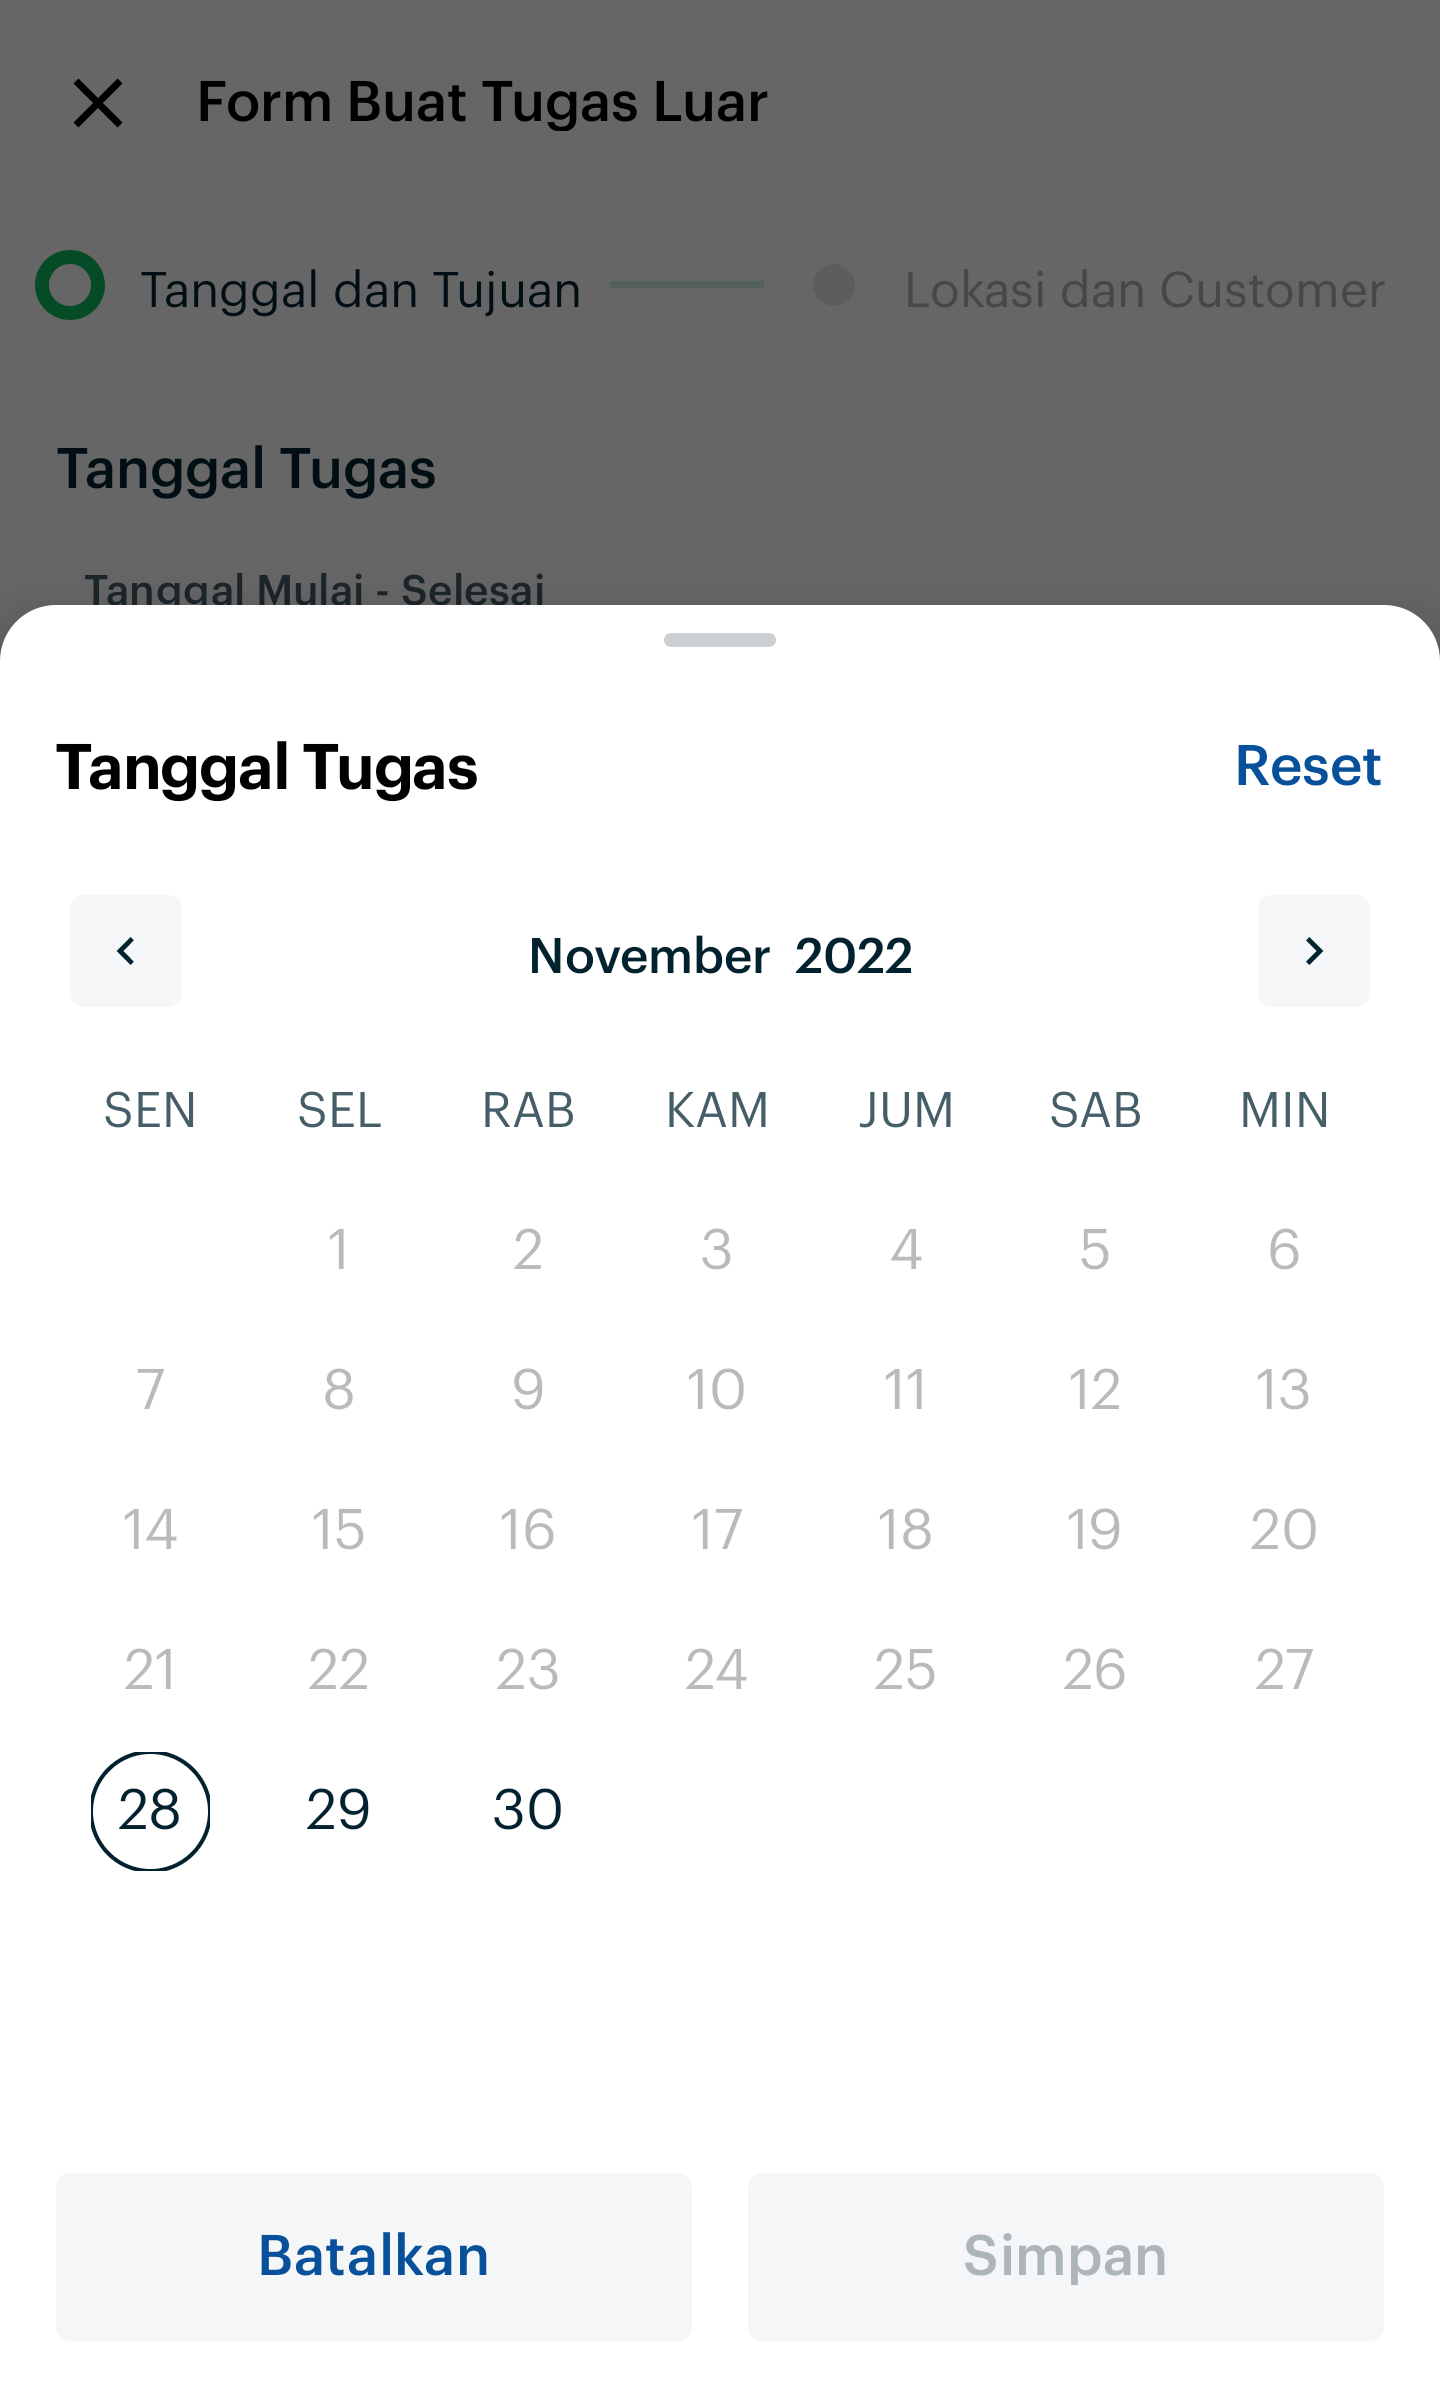 Form Buat Tugas Luar
Tanggal dan Tujuan Lokasi dan Customer
Tanggal Tugas
Tanggal Mulai - Selesai
Tanggal Tugas Reset
November 2022
SEN SEL RAB KAM JUM SAB MIN
1 2 3 4 5 6
7 8 9 10 11 12 13
14 15 16 17 18 19 20
21 22 23 24 25 26 27
28 29 30
Batalkan Simpan